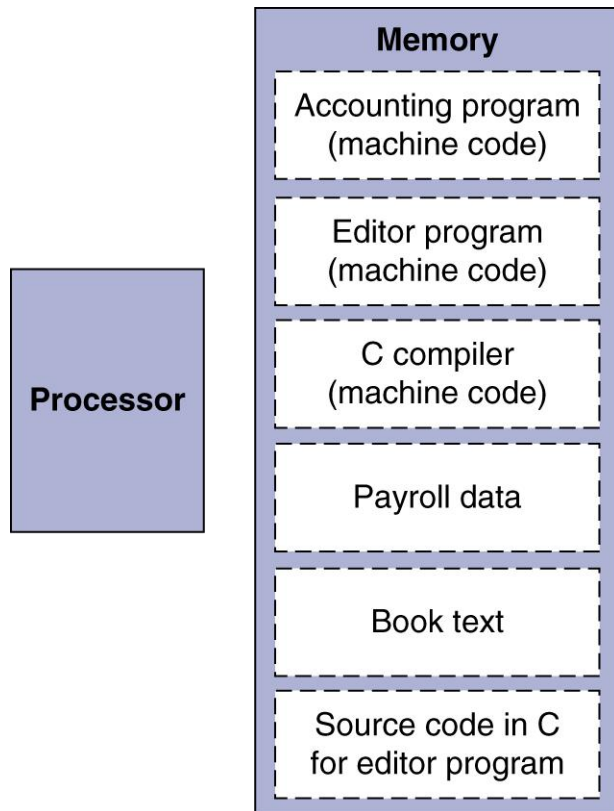 Memory
Accounting program
(machine code)
Editor program
(machine code)
C compiler
(machine code)
Processor
Payroll data
Book text
Source code in C
for editor program